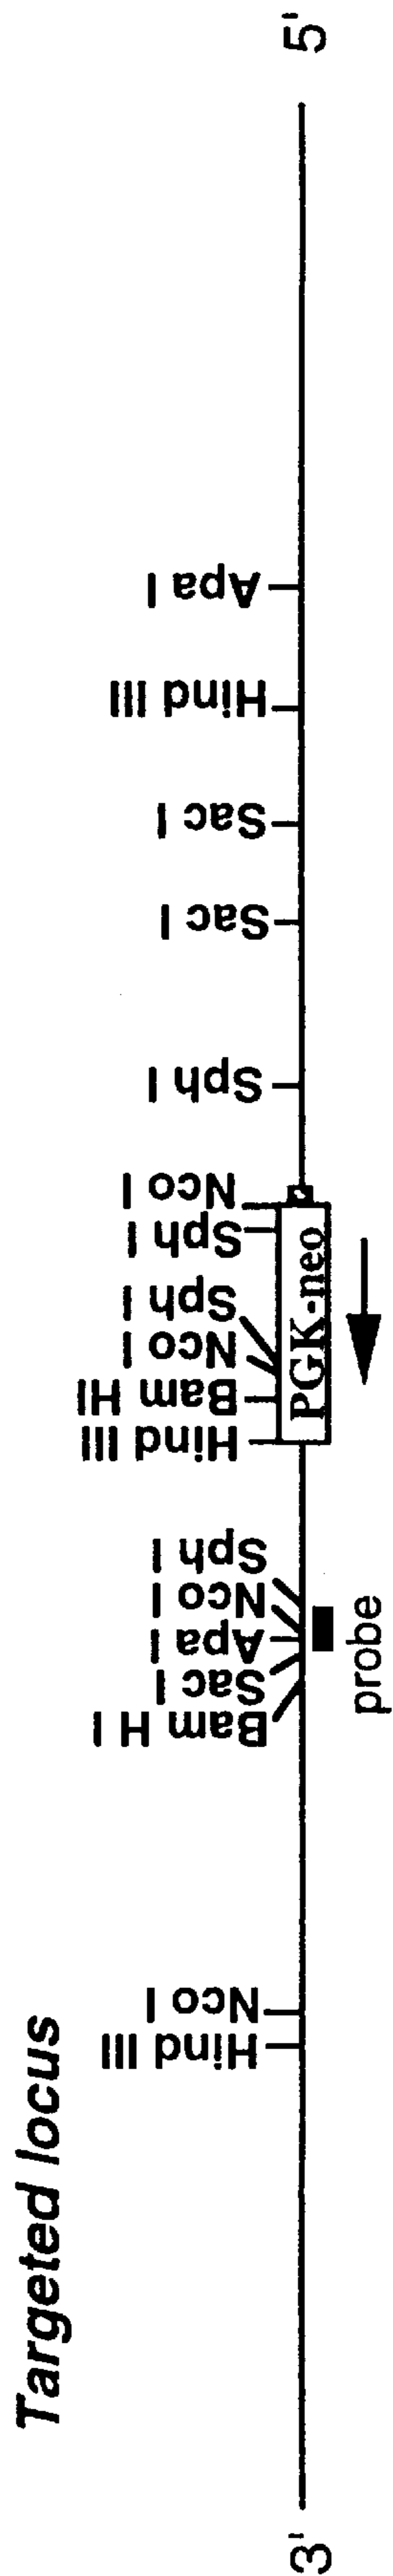 Targeted locus
3'
Hind III
Nco I
Bam H I
Sac I
Apa I
Nco I
Sph I
Hind III
Bam HI
Nco I
Sph I
Sph I
Nco I
Sph I
Sac I
Sac I
Hind III
Apa I
5'
probe
PGK-neo